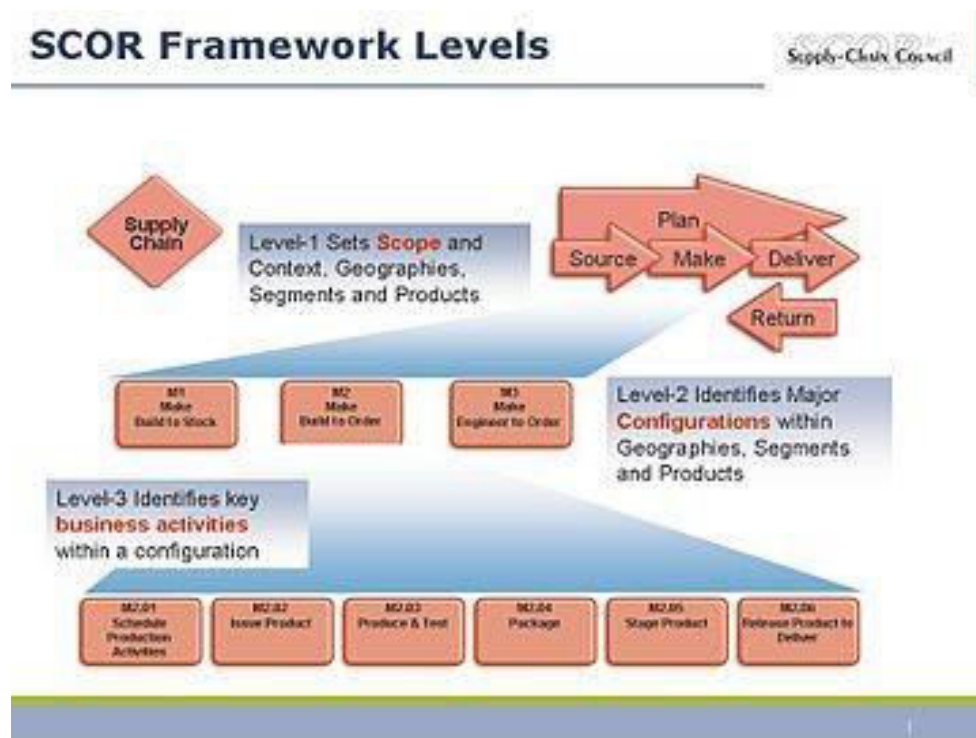 SCOR Framework Levels
Supply-Chain Council
Supply
Chain
Level-1 Sets Scope and
Context, Geographies,
Segments and Products
Plan
Source
Make
Deliver
Return
M1
Make
Build to Stock
M2
Make
Build to Order
M3
Make
Engineer to Order
Level-2 Identifies Major
Configurations within
Geographies, Segments
and Products
Level-3 Identifies key
business activities
within a configuration
M2.01
Schedule
Production
Activities
M2.02
Issue Product
M2.03
Produce & Test
M2.04
Package
M2.05
Stage Product
M2.06
Release Product to
Deliver